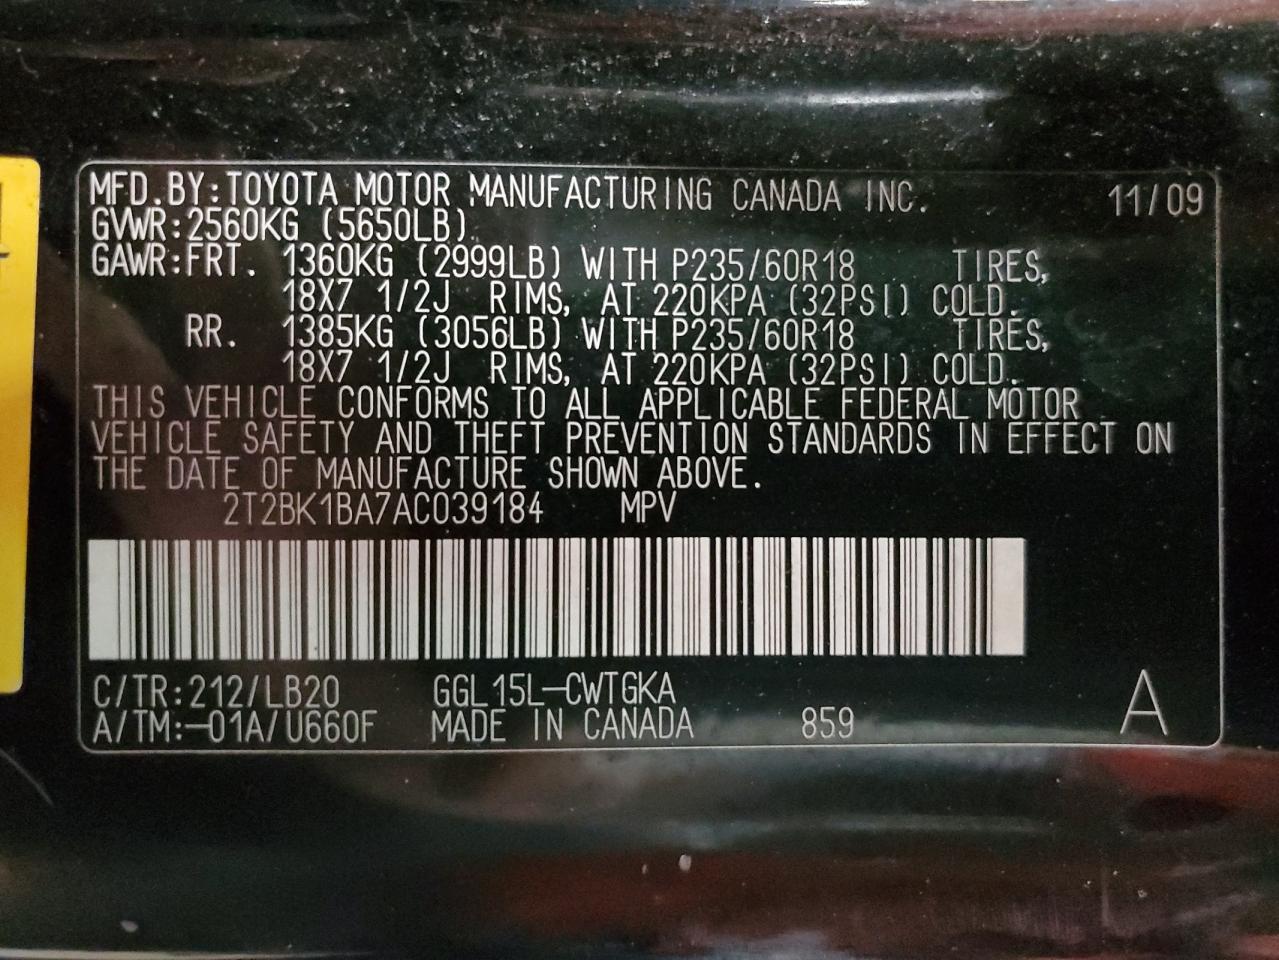 MFD.BY:TOYOTA MOTOR MANUFACTURING CANADA INC. 11/09
GVWR:2560KG (5650LB)
GAWR:FRT. 1360KG (2999LB) WITH P235/60R18 TIRES,
18X7 1/2J RIMS, AT 220KPA (32PSI) COLD.
RR. 1385KG (3056LB) WITH P235/60R18 TIRES,
18X7 1/2J RIMS, AT 220KPA (32PSI) COLD.
THIS VEHICLE CONFORMS TO ALL APPLICABLE FEDERAL MOTOR
VEHICLE SAFETY AND THEFT PREVENTION STANDARDS IN EFFECT ON
THE DATE OF MANUFACTURE SHOWN ABOVE.
2T2BK1BA7AC039184 MPV
C/TR:212/LB20 GGL15L-CWTGKA
A/TM:-01A/U660F MADE IN CANADA 859 A